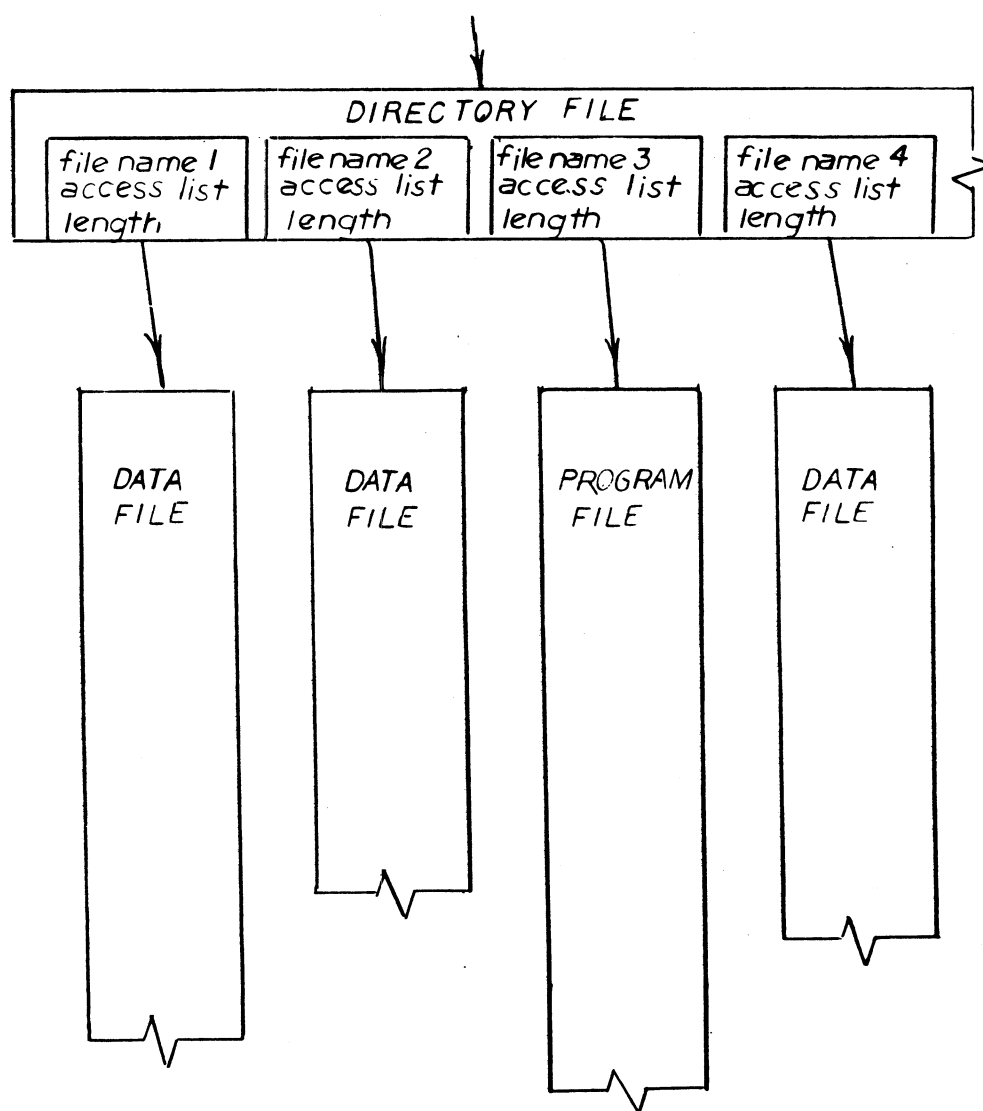 DIRECTORY FILE
file name 1
access list
length
file name 2
access list
length
file name 3
access list
length
file name 4
access list
length
DATA
FILE
DATA
FILE
PROGRAM
FILE
DATA
FILE